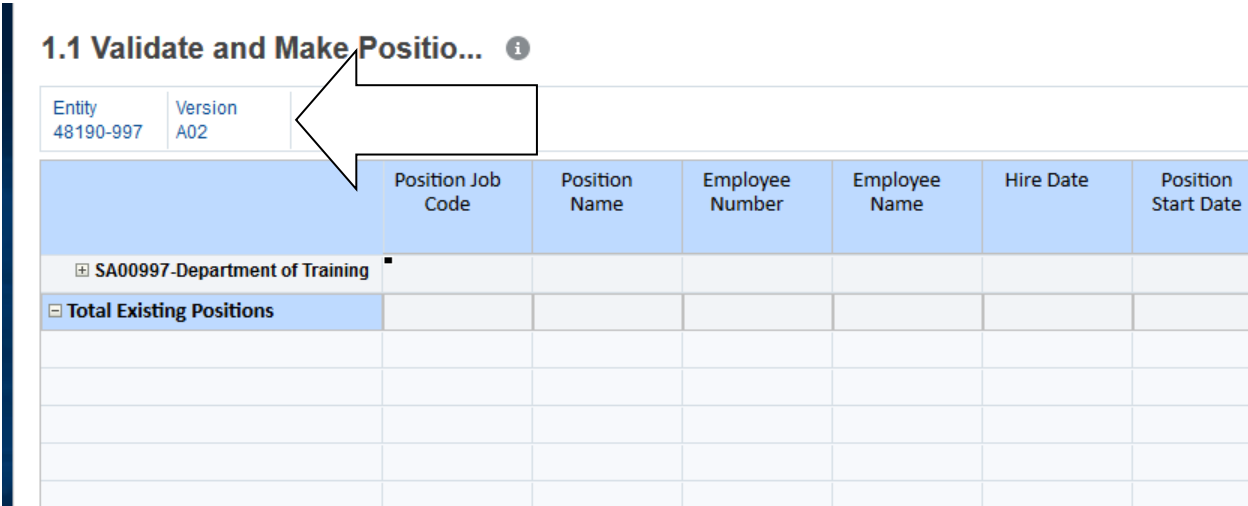 1.1 Validate and Make Positio...
Entity Version
48190-997 A02
Position Job Code Position Name Employee Number Employee Name Hire Date Position Start Date
SA00997-Department of Training
Total Existing Positions